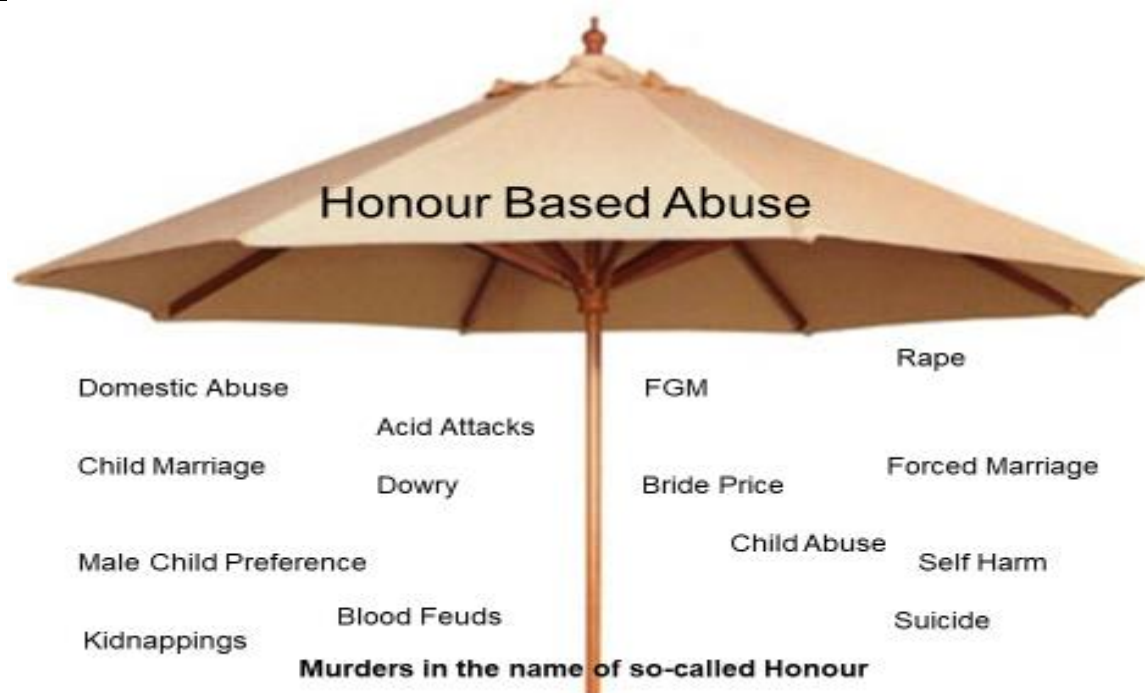 Honour Based Abuse
Rape
Domestic Abuse
FGM
Acid Attacks
Child Marriage
Forced Marriage
Dowry
Bride Price
Child Abuse
Male Child Preference
Self Harm
Blood Feuds
Suicide
Kidnappings
Murders in the name of so-called Honour